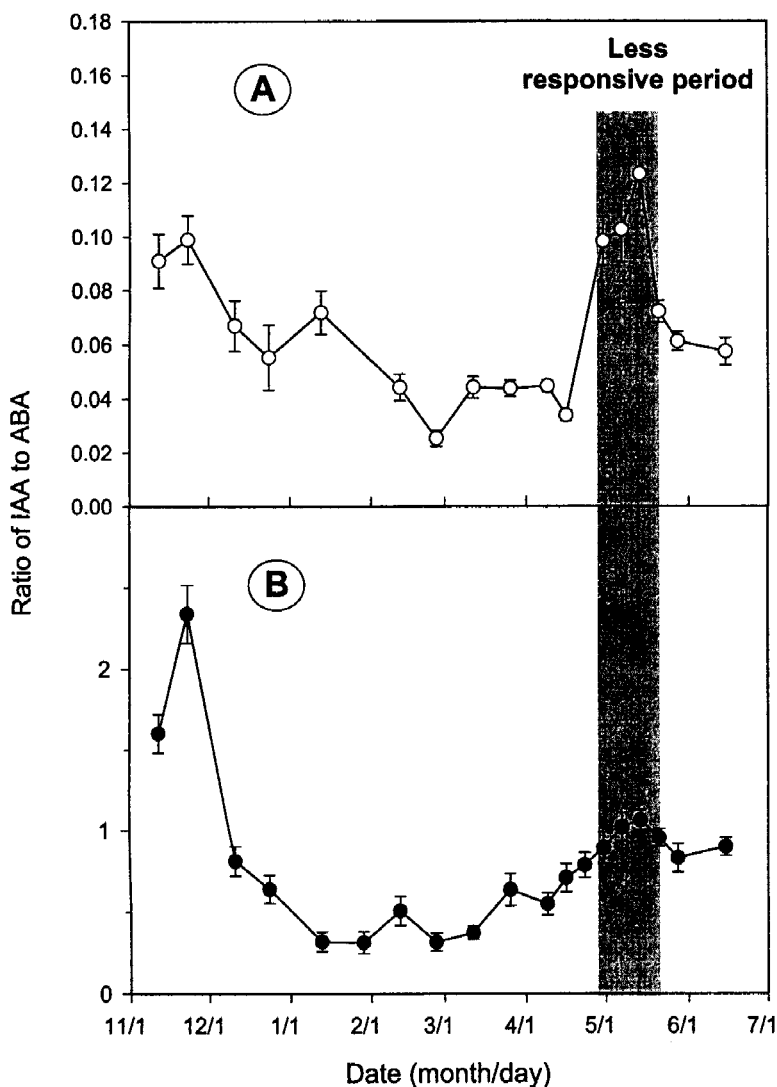 0.18
0.16
0.14
0.12
0.10
0.08
0.06
0.04
0.02
0.00
A
Less
responsive period
Ratio of IAA to ABA
B
2
1
0
11/1 12/1 1/1 2/1 3/1 4/1 5/1 6/1 7/1
Date (month/day)